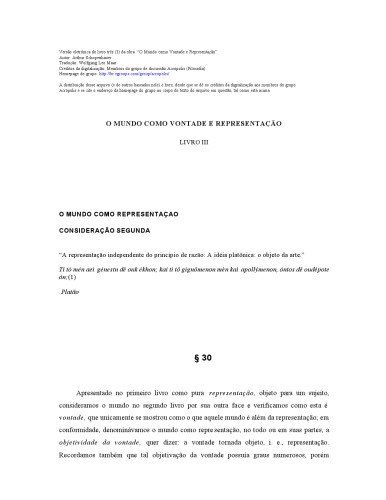 Versão eletrônica do livro três (3) da obra "O Mundo como Vontade e Representação"
Autor: Arthur Schopenhauer
Tradução: Wolfgang Leo Maar
Créditos da digitalização: Membros do grupo de discussão Acrópolis (Filosofia)
Homepage do grupo: http://br.egroups.com/group/acropolis/
A distribuição desse arquivo (e de outros baseados nele) é livre, desde que se dê os créditos da digitalização aos membros do grupo
Acrópolis e se cite o endereço da homepage do grupo no corpo do texto do arquivo em questão, tal como está acima.
O MUNDO COMO VONTADE E REPRESENTAÇÃO
LIVRO III
O MUNDO COMO REPRESENTAÇAO
CONSIDERAÇÃO SEGUNDA
"A representação independente do princípio de razão: A idéia platônica: o objeto da arte."
Tí tò mèn aeì génestu dè ouk ékhon; kaì tí tó gignómenon mèn kaì apollýmenon, óntos dè oudépote
ón;(1)
Platão
§ 30
Apresentado no primeiro livro como pura representação, objeto para um sujeito,
consideramos o mundo no segundo livro por sua outra face e verificamos como esta é
vontade, que unicamente se mostrou como o que aquele mundo é além da representação; em
conformidade, denominávamos o mundo como representação, no todo ou em suas partes, a
objetividade da vontade, quer dizer: a vontade tornada objeto, i. e., representação.
Recordamos também que tal objetivação da vontade possuía graus numerosos, porém